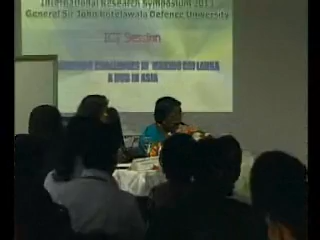 International Research Symposium 2013
General Sir John Kotelawala Defence University
ICT Session
CHALLENGES IN MAKING SRI LANKA
A HUB IN ASIA